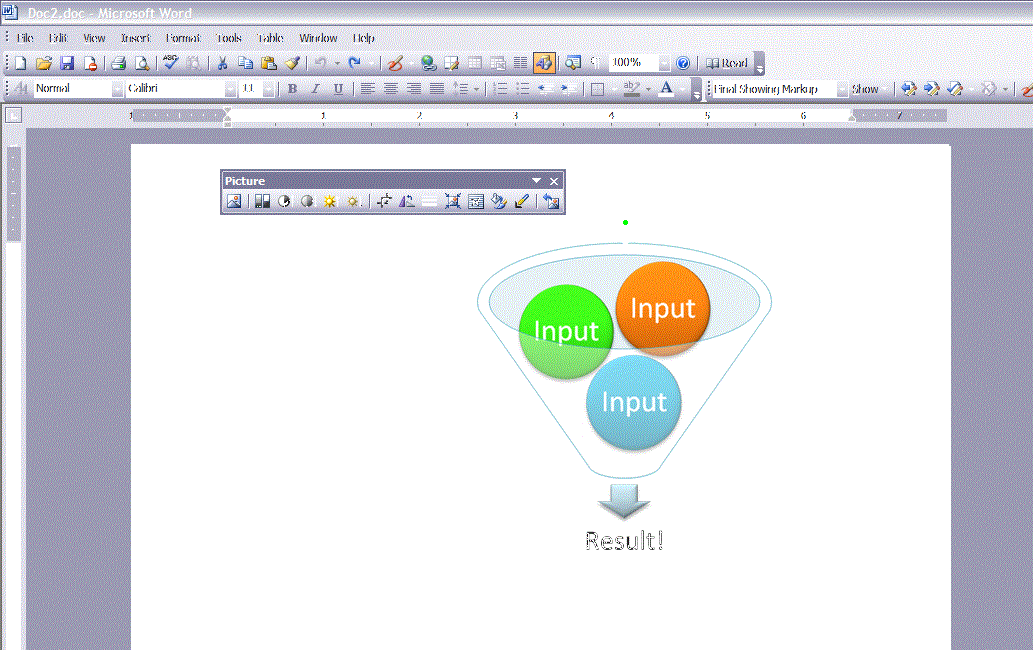 Doc2.doc - Microsoft Word
File Edit View Insert Format Tools Table Window Help
100% Read
Normal Calibri 11 B I U Final Showing Markup Show
1 1 2 3 4 5 6 7
Picture
Input
Input
Input
Result!